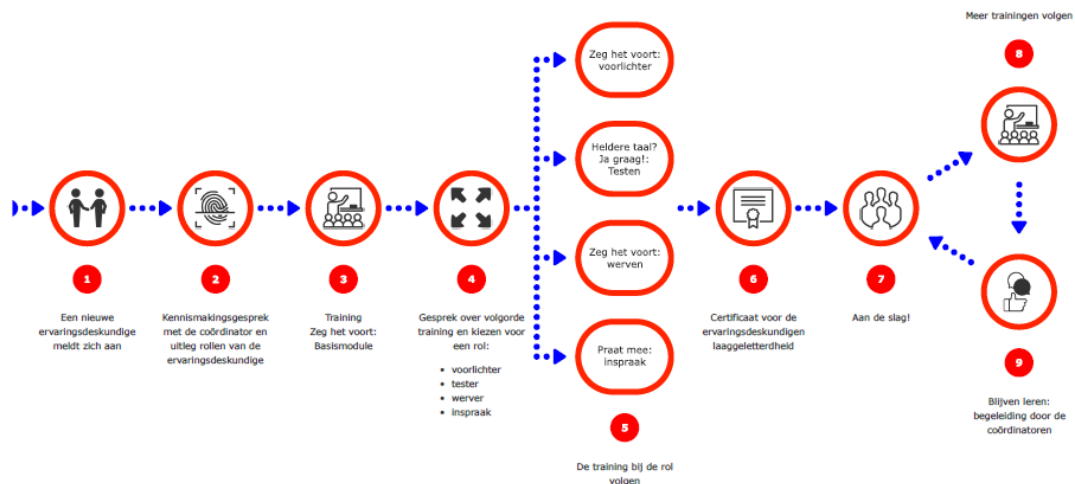 1
Een nieuwe
ervaringsdeskundige
meldt zich aan
2
Kennismakingsgesprek
met de coördinator en
uitleg rollen van de
ervaringsdeskundige
3
Training
Zeg het voort:
Basismodule
4
Gesprek over volgorde
training en kiezen voor
een rol:
• voorlichter
• tester
• werver
• inspraak
Zeg het voort:
voorlichter
Heldere taal?
Ja graag!:
Testen
Zeg het voort:
werven
Praat mee:
inspraak
5
De training bij de rol
volgen
6
Certificaat voor de
ervaringsdeskundigen
laaggeletterdheid
7
Aan de slag!
Meer trainingen volgen
8
9
Blijven leren:
begeleiding door de
coördinatoren